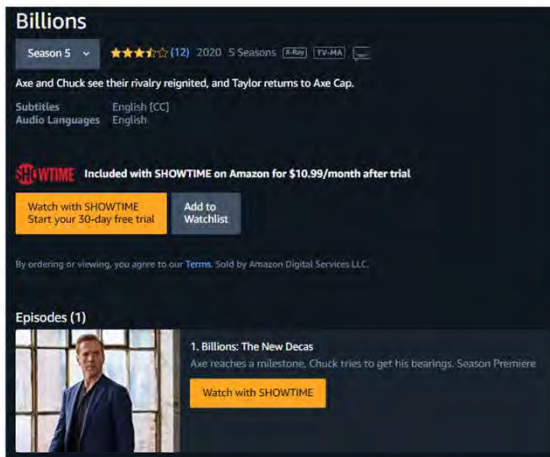 Billions
Season 5
(12) 2020 5 Seasons X-Ray TV-MA
Axe and Chuck see their rivalry reignited, and Taylor returns to Axe Cap.
Subtitles English [CC]
Audio Languages English
SHOWTIME Included with SHOWTIME on Amazon for $10.99/month after trial
Watch with SHOWTIME
Start your 30-day free trial
Add to
Watchlist
By ordering or viewing, you agree to our Terms. Sold by Amazon Digital Services LLC.
Episodes (1)
1. Billions: The New Decas
Axe reaches a milestone, Chuck tries to get his bearings. Season Premiere
Watch with SHOWTIME